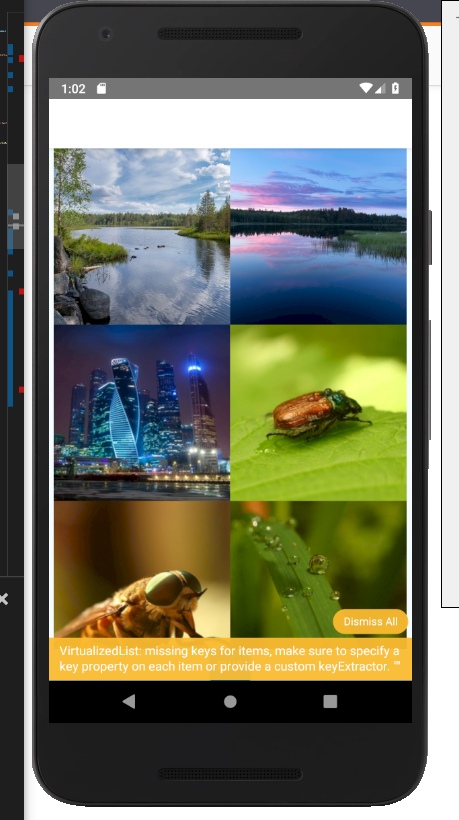 1:02
Dismiss All
VirtualizedList: missing keys for items, make sure to specify a
key property on each item or provide a custom keyExtractor. ""